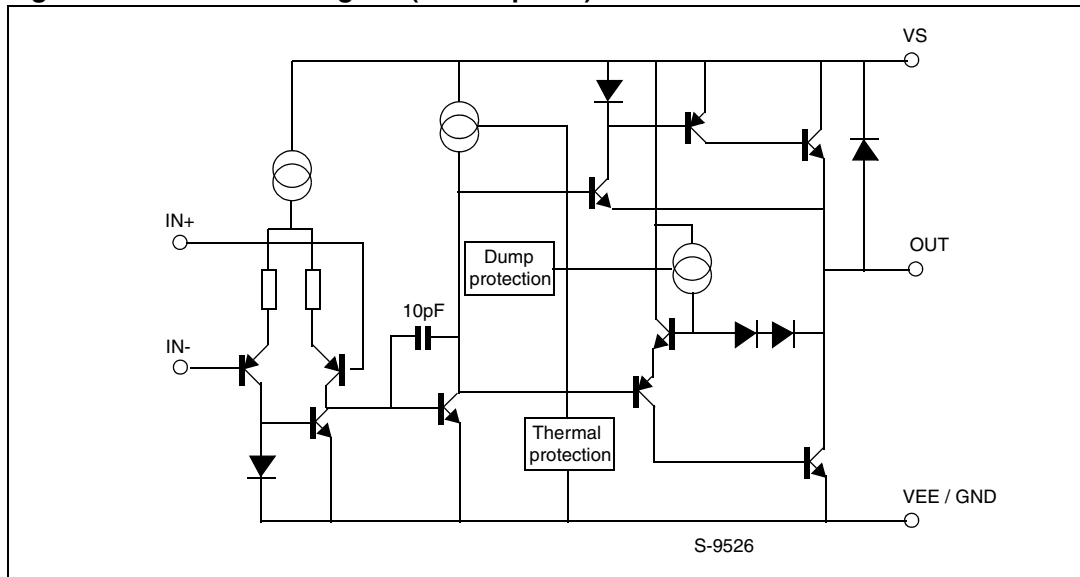 VS
IN+
OUT
Dump
protection
10pF
IN-
Thermal
protection
VEE / GND
S-9526